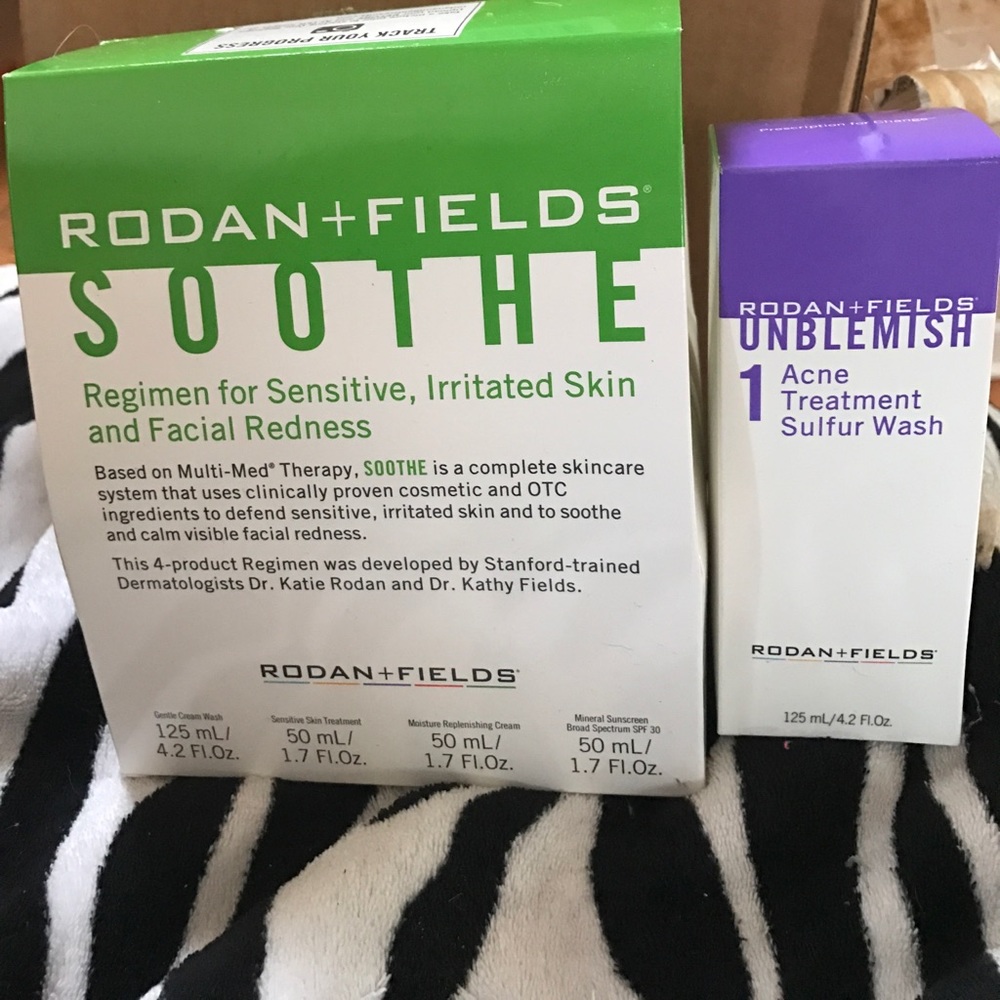 TRACK YOUR PROGRESS
RODAN+FIELDS®
SOOTHE
Regimen for Sensitive, Irritated Skin
and Facial Redness
Based on Multi-Med® Therapy, SOOTHE is a complete skincare
system that uses clinically proven cosmetic and OTC
ingredients to defend sensitive, irritated skin and to soothe
and calm visible facial redness.
This 4-product Regimen was developed by Stanford-trained
Dermatologists Dr. Katie Rodan and Dr. Kathy Fields.
RODAN+FIELDS®
Gentle Cream Wash
125 mL/
4.2 Fl.Oz.
Sensitive Skin Treatment
50 mL/
1.7 Fl.Oz.
Moisture Replenishing Cream
50 mL/
1.7 Fl.Oz.
Mineral Sunscreen
Broad Spectrum SPF 30
50 mL/
1.7 Fl.Oz.
Prescription for Change™
RODAN+FIELDS®
UNBLEMISH
1 Acne
Treatment
Sulfur Wash
RODAN+FIELDS®
125 mL/4.2 Fl.Oz.